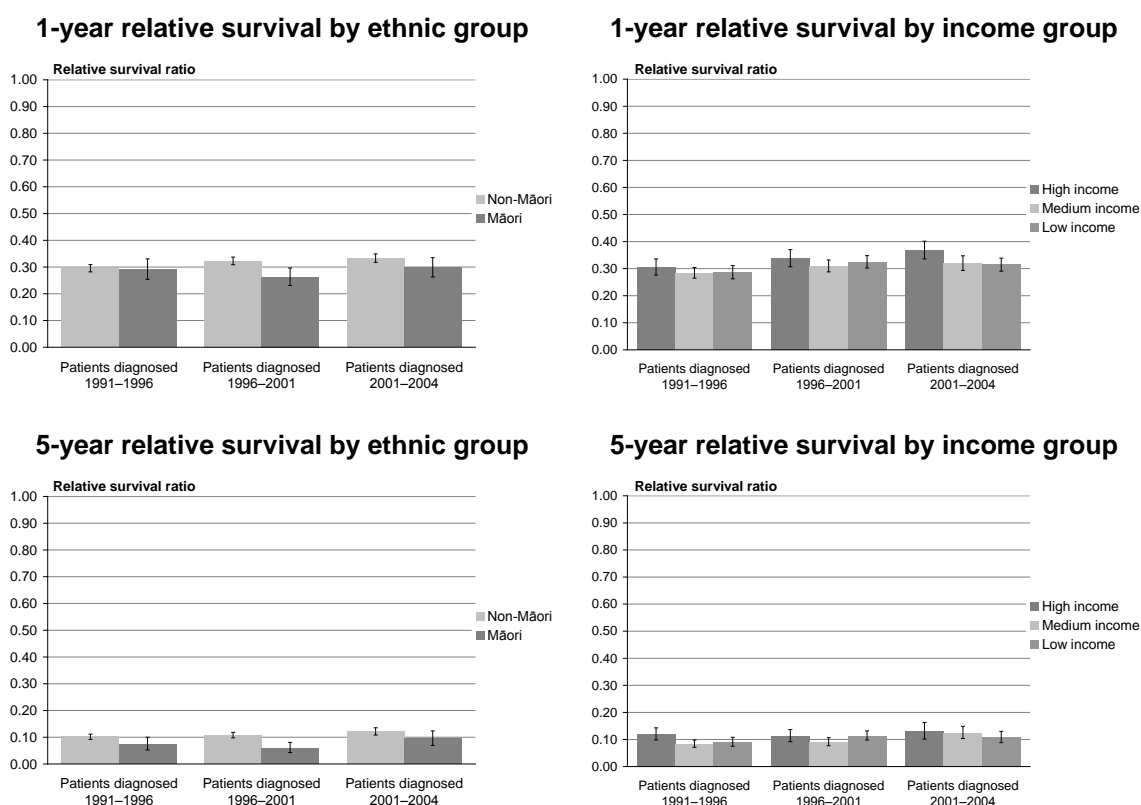 1-year relative survival by ethnic group
Relative survival ratio
1.00
0.90
0.80
0.70
0.60
0.50
0.40
0.30
0.20
0.10
0.00
Non-Māori
Māori
Patients diagnosed 1991–1996
Patients diagnosed 1996–2001
Patients diagnosed 2001–2004
1-year relative survival by income group
Relative survival ratio
1.00
0.90
0.80
0.70
0.60
0.50
0.40
0.30
0.20
0.10
0.00
High income
Medium income
Low income
Patients diagnosed 1991–1996
Patients diagnosed 1996–2001
Patients diagnosed 2001–2004
5-year relative survival by ethnic group
Relative survival ratio
1.00
0.90
0.80
0.70
0.60
0.50
0.40
0.30
0.20
0.10
0.00
Non-Māori
Māori
Patients diagnosed 1991–1996
Patients diagnosed 1996–2001
Patients diagnosed 2001–2004
5-year relative survival by income group
Relative survival ratio
1.00
0.90
0.80
0.70
0.60
0.50
0.40
0.30
0.20
0.10
0.00
High income
Medium income
Low income
Patients diagnosed 1991–1996
Patients diagnosed 1996–2001
Patients diagnosed 2001–2004